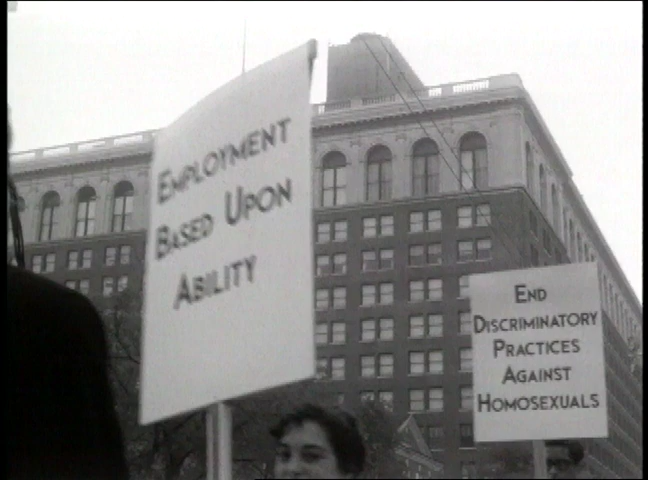 EMPLOYMENT
BASED UPON
ABILITY
END
DISCRIMINATORY
PRACTICES
AGAINST
HOMOSEXUALS